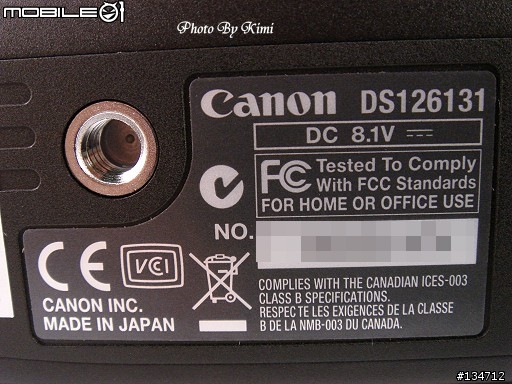 MOBILE01
Photo By Kimi
Canon DS126131
DC 8.1V
FC Tested To Comply
With FCC Standards
FOR HOME OR OFFICE USE
NO.
CE VCI
COMPLIES WITH THE CANADIAN ICES-003
CLASS B SPECIFICATIONS.
RESPECTE LES EXIGENCES DE LA CLASSE
B DE LA NMB-003 DU CANADA.
CANON INC.
MADE IN JAPAN
#134712